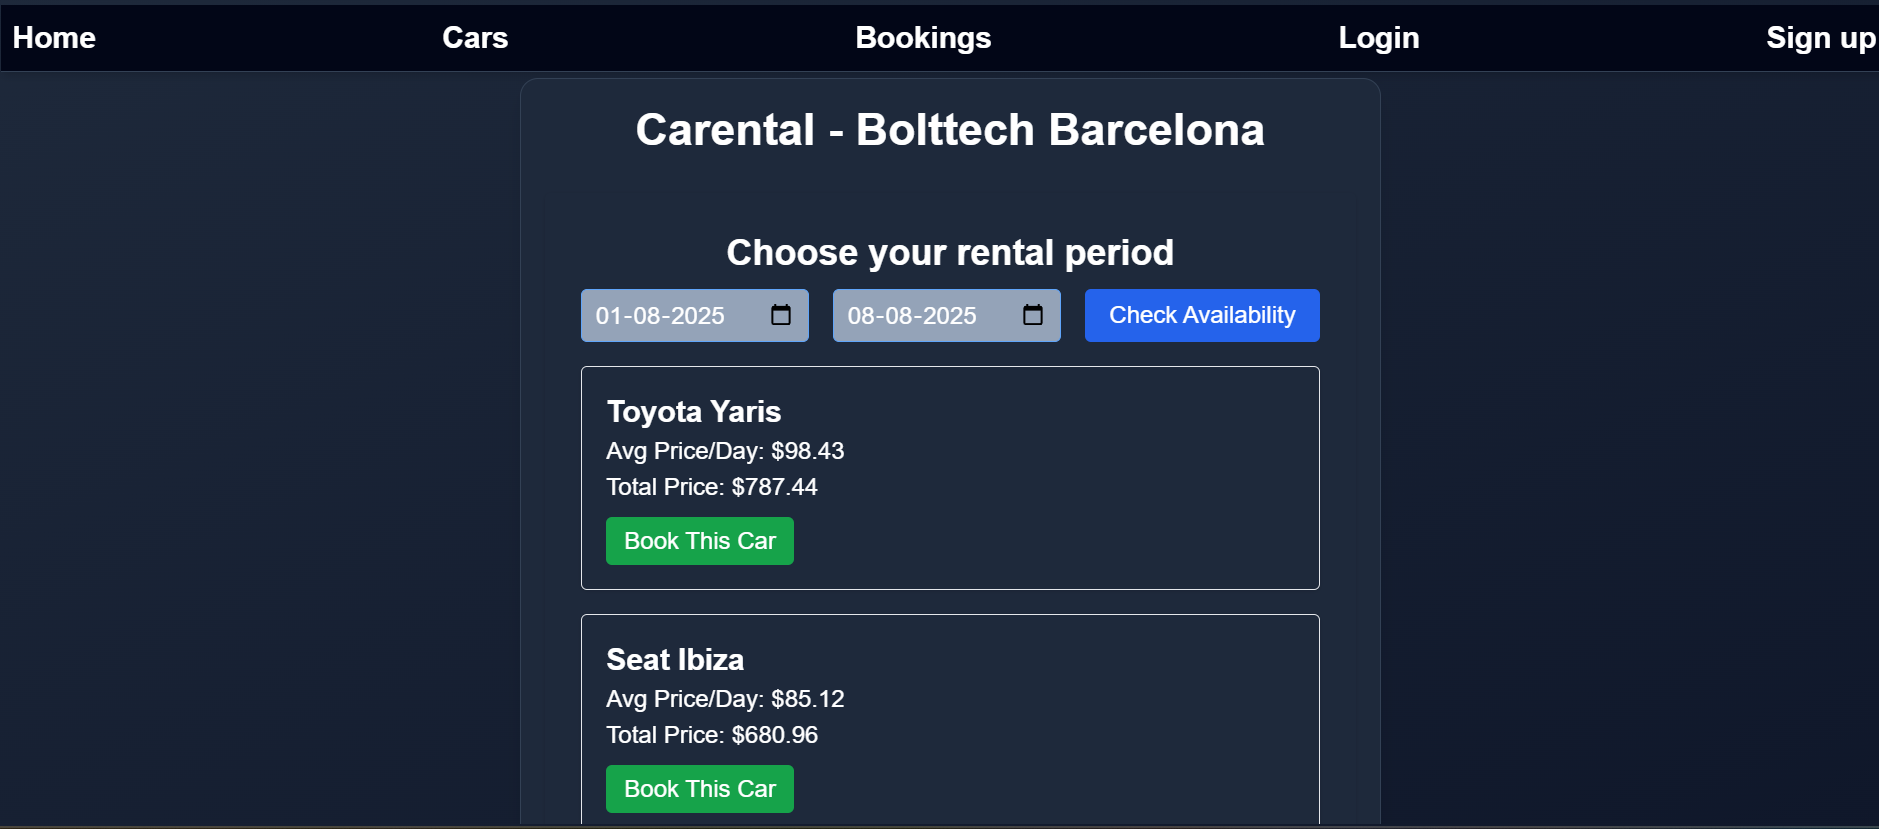 Home Cars Bookings Login Sign up
Carental - Bolttech Barcelona
Choose your rental period
01-08-2025 08-08-2025 Check Availability
Toyota Yaris
Avg Price/Day: $98.43
Total Price: $787.44
Book This Car
Seat Ibiza
Avg Price/Day: $85.12
Total Price: $680.96
Book This Car